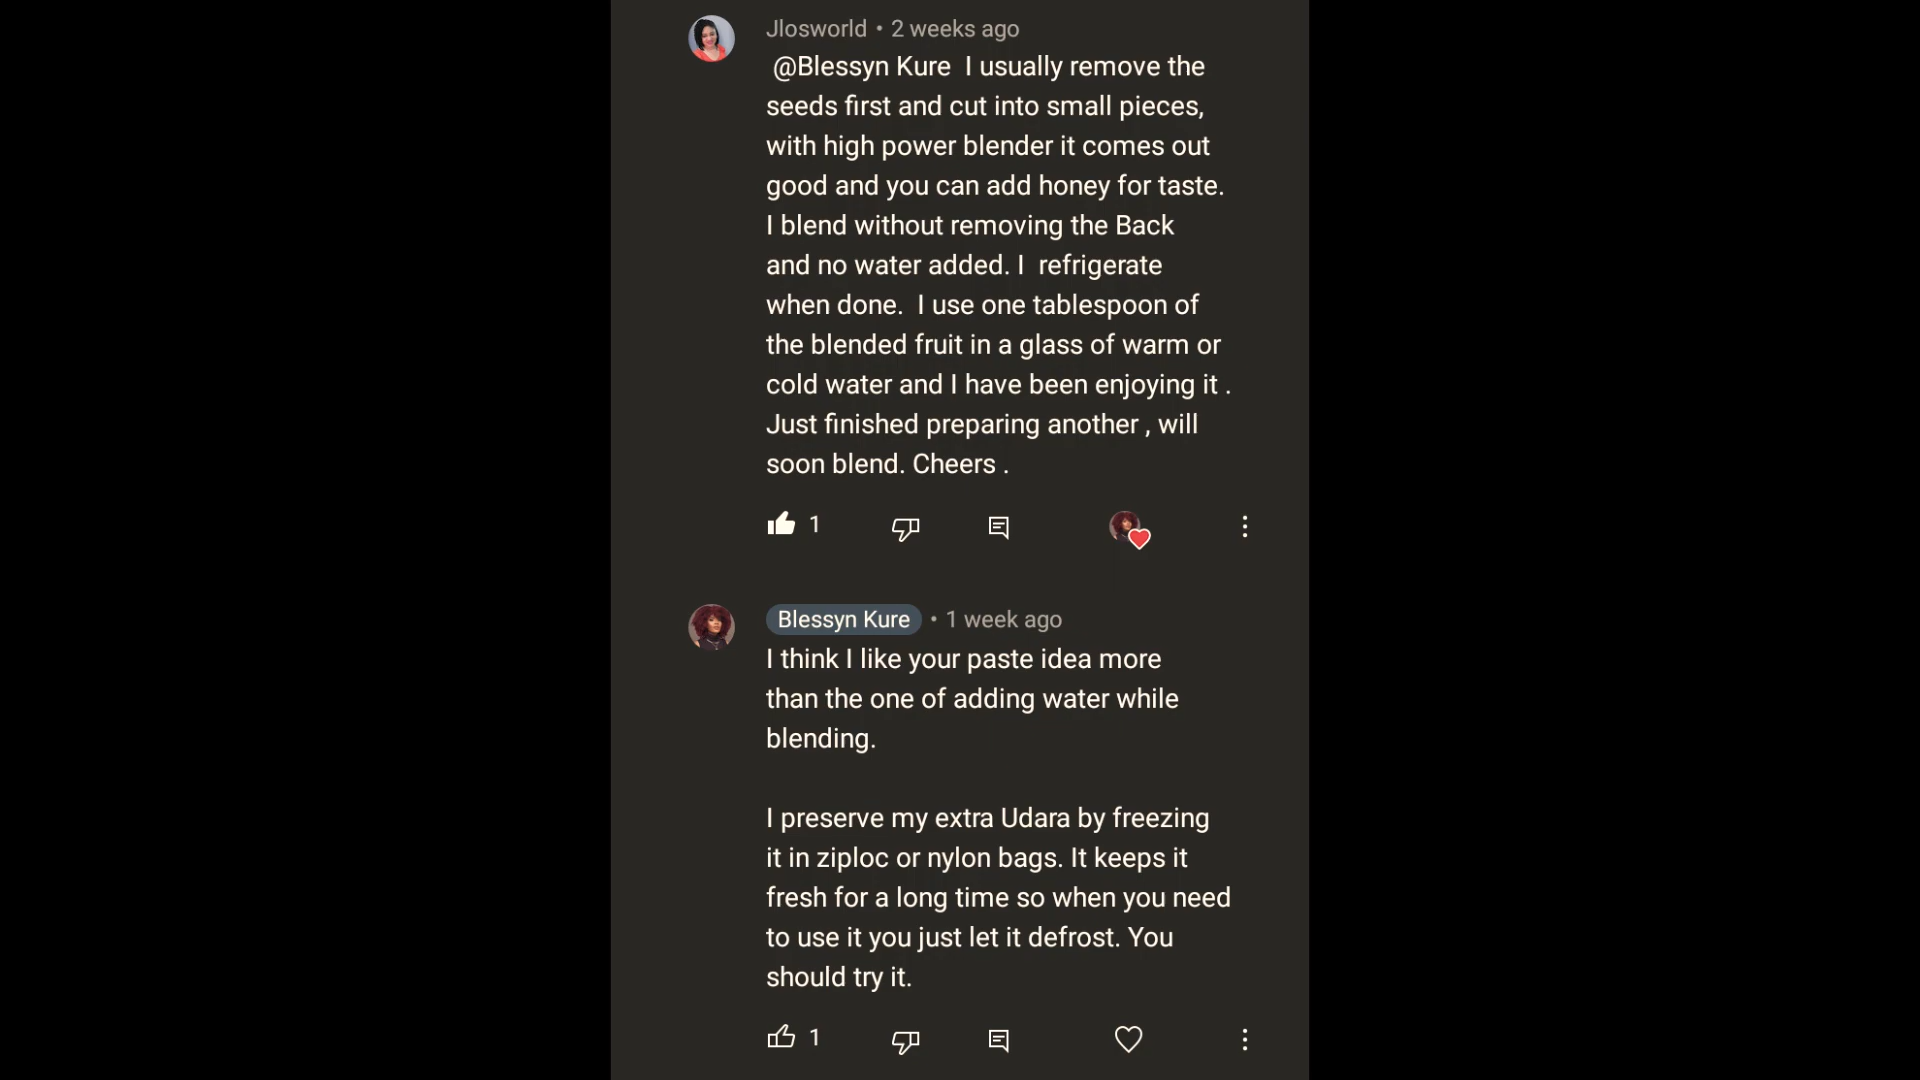 Jlosworld • 2 weeks ago
@Blessyn Kure I usually remove the
seeds first and cut into small pieces,
with high power blender it comes out
good and you can add honey for taste.
I blend without removing the Back
and no water added. I refrigerate
when done. I use one tablespoon of
the blended fruit in a glass of warm or
cold water and I have been enjoying it .
Just finished preparing another , will
soon blend. Cheers .
1
Blessyn Kure • 1 week ago
I think I like your paste idea more
than the one of adding water while
blending.
I preserve my extra Udara by freezing
it in ziploc or nylon bags. It keeps it
fresh for a long time so when you need
to use it you just let it defrost. You
should try it.
1